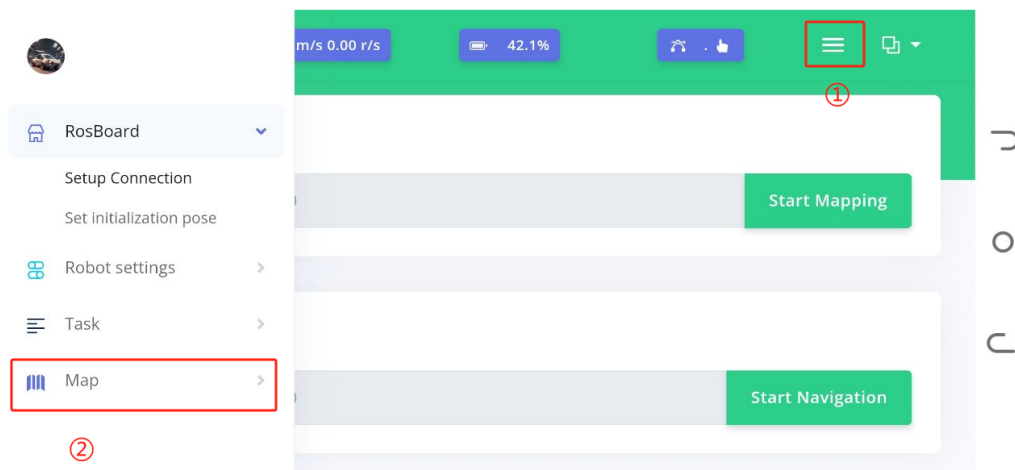 m/s 0.00 r/s
42.1%
.
①
RosBoard
Setup Connection
Set initialization pose
Start Mapping
Robot settings
Task
Map
Start Navigation
②